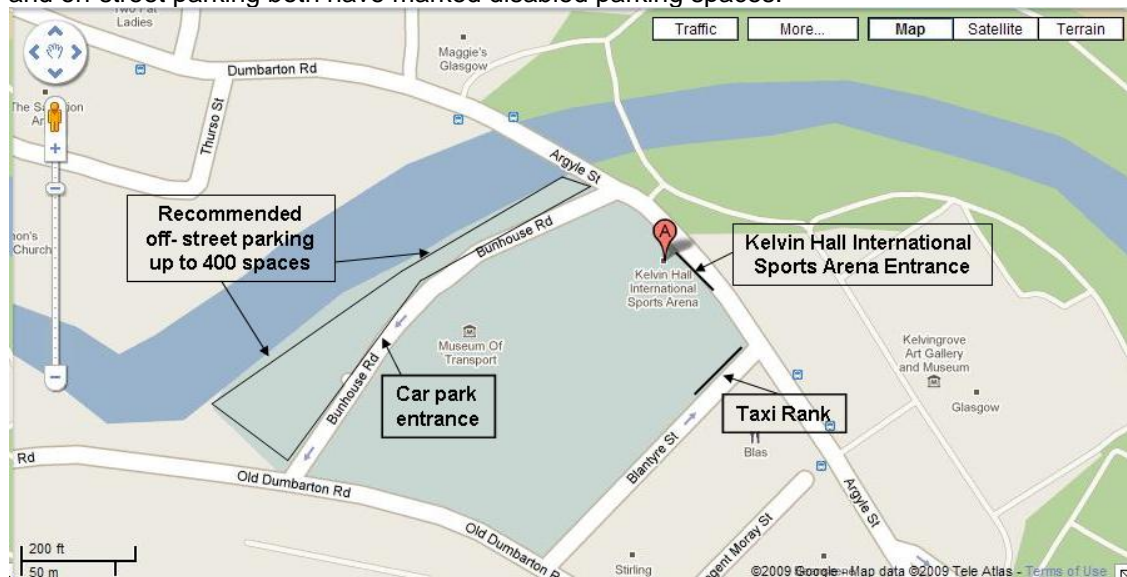 and off-street parking both have marked disabled parking spaces.
Ladies
Traffic
More...
Map
Satellite
Terrain
Maggie's
Glasgow
Dumbarton Rd
Thurso St
Argyle St
Recommended
off- street parking
up to 400 spaces
Bunhouse Rd
A
Kelvin Hall International
Sports Arena Entrance
Church
Kelvin Hall
International
Sports Arena
Museum Of
Transport
Kelvingrove
Art Gallery
and Museum
Bunhouse Rd
Car park
entrance
Taxi Rank
Glasgow
Blas
Rd
Old Dumbarton Rd
Blantyre St
Argyle St
Old Dumbarton R
gent Moray St
200 ft
50 m
Stirling
©2009 Google - Map data ©2009 Tele Atlas - Terms of Use